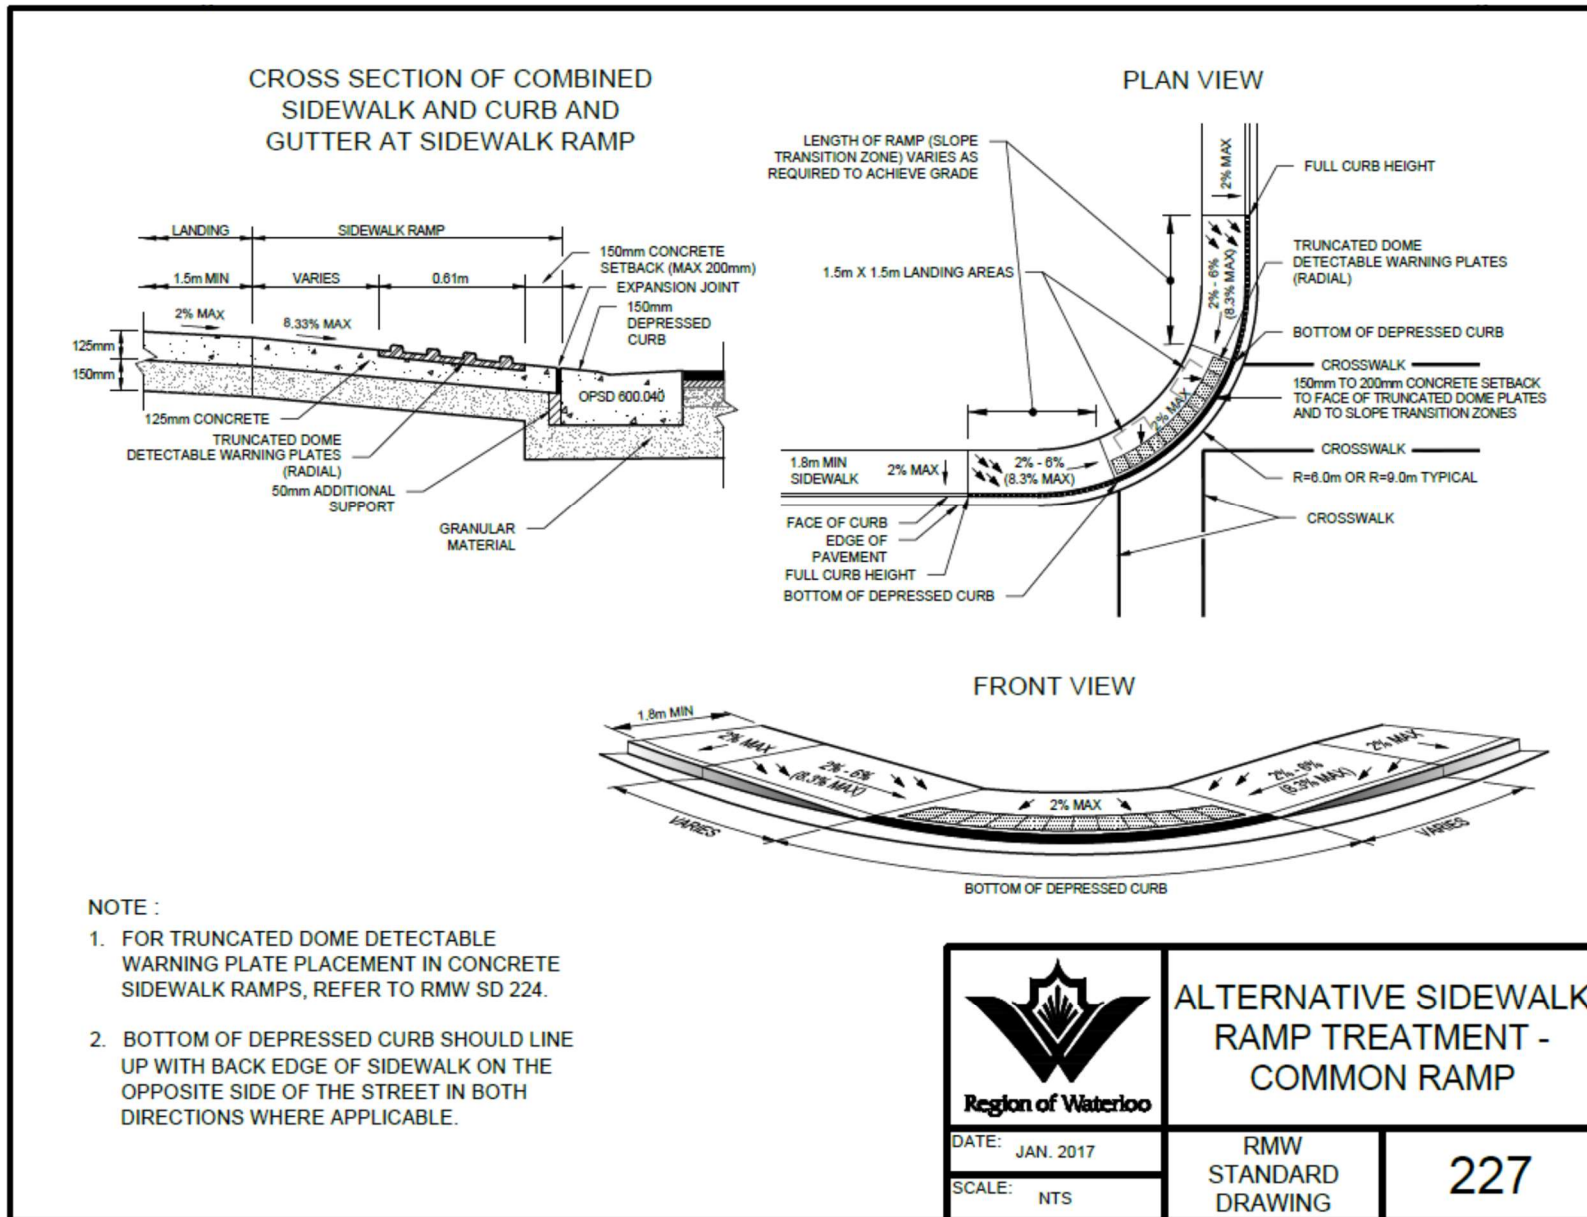 CROSS SECTION OF COMBINED
SIDEWALK AND CURB AND
GUTTER AT SIDEWALK RAMP
LANDING
SIDEWALK RAMP
1.5m MIN
VARIES
0.61m
150mm CONCRETE
SETBACK (MAX 200mm)
EXPANSION JOINT
150mm
DEPRESSED
CURB
2% MAX
8.33% MAX
125mm
150mm
OPSD 600.040
125mm CONCRETE
TRUNCATED DOME
DETECTABLE WARNING PLATES
(RADIAL)
50mm ADDITIONAL
SUPPORT
GRANULAR
MATERIAL
PLAN VIEW
LENGTH OF RAMP (SLOPE
TRANSITION ZONE) VARIES AS
REQUIRED TO ACHIEVE GRADE
2% MAX
FULL CURB HEIGHT
TRUNCATED DOME
DETECTABLE WARNING PLATES
(RADIAL)
1.5m X 1.5m LANDING AREAS
2% - 6%
(8.3% MAX)
BOTTOM OF DEPRESSED CURB
CROSSWALK
150mm TO 200mm CONCRETE SETBACK
TO FACE OF TRUNCATED DOME PLATES
AND TO SLOPE TRANSITION ZONES
2% MAX
CROSSWALK
1.8m MIN
SIDEWALK
2% MAX
2% - 6%
(8.3% MAX)
R=6.0m OR R=9.0m TYPICAL
CROSSWALK
FACE OF CURB
EDGE OF
PAVEMENT
FULL CURB HEIGHT
BOTTOM OF DEPRESSED CURB
FRONT VIEW
1.8m MIN
2% MAX
2% - 6%
(8.3% MAX)
2% MAX
2% - 6%
(8.3% MAX)
2% MAX
VARIES
VARIES
BOTTOM OF DEPRESSED CURB
NOTE :
1. FOR TRUNCATED DOME DETECTABLE
WARNING PLATE PLACEMENT IN CONCRETE
SIDEWALK RAMPS, REFER TO RMW SD 224.
2. BOTTOM OF DEPRESSED CURB SHOULD LINE
UP WITH BACK EDGE OF SIDEWALK ON THE
OPPOSITE SIDE OF THE STREET IN BOTH
DIRECTIONS WHERE APPLICABLE.
Region of Waterloo
ALTERNATIVE SIDEWALK
RAMP TREATMENT -
COMMON RAMP
DATE: JAN. 2017
SCALE: NTS
RMW
STANDARD
DRAWING
227